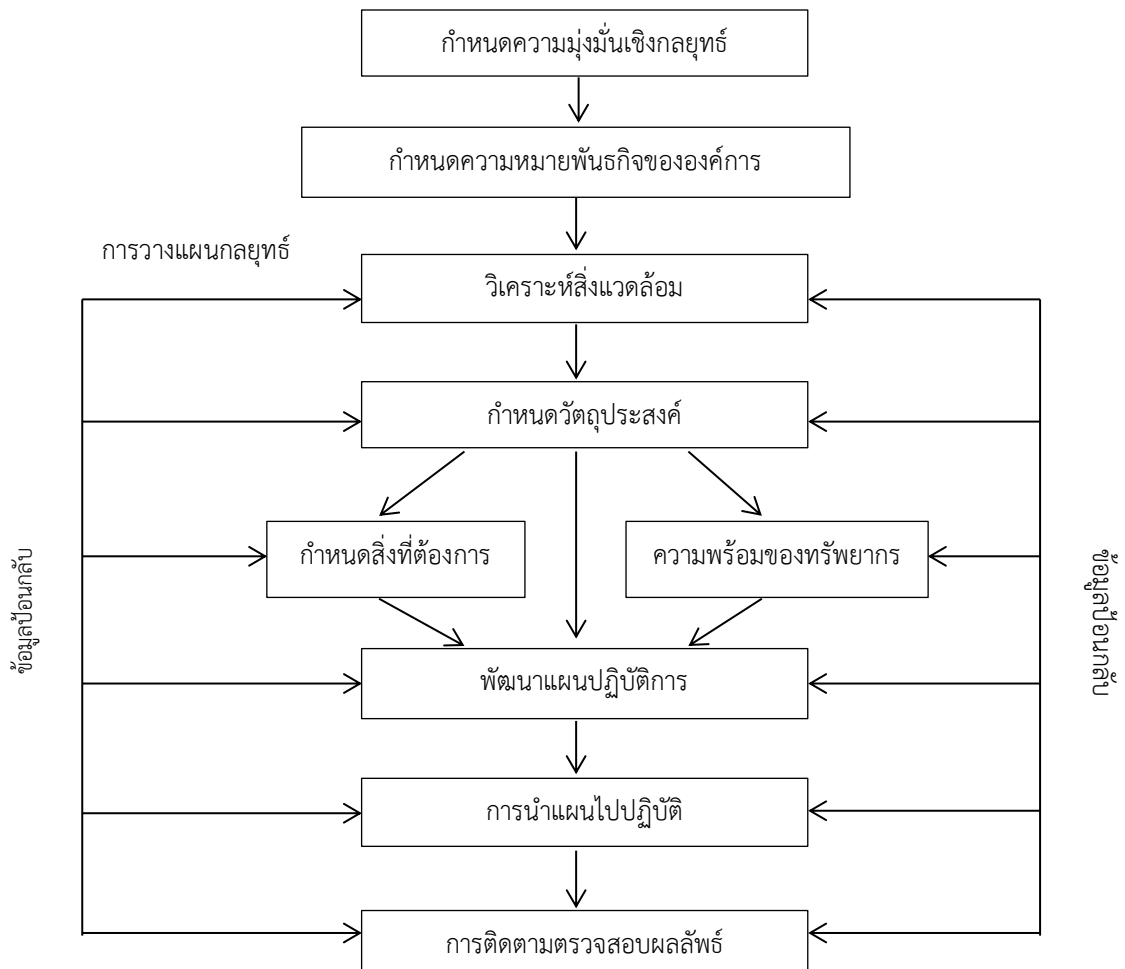 กำหนดความมุ่งมั่นเชิงกลยุทธ์
กำหนดความหมายพันธกิจขององค์การ
การวางแผนกลยุทธ์
วิเคราะห์สิ่งแวดล้อม
กำหนดวัตถุประสงค์
กำหนดสิ่งที่ต้องการ
ความพร้อมของทรัพยากร
ข้อมูลป้อนกลับ
ข้อมูลป้อนกลับ
พัฒนาแผนปฏิบัติการ
การนำแผนไปปฏิบัติ
การติดตามตรวจสอบผลลัพธ์